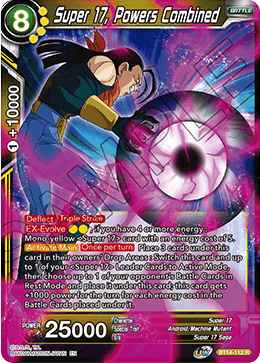 8
Super 17, Powers Combined
BATTLE
1 +10000
Deflect Triple Strike
EX-Evolve , if you have 4 or more energy :
Mono-yellow <Super 17> card with an energy cost of 5.
Activate Main Once per turn Place 3 cards under this
card in their owners' Drop Areas : Switch this card and up
to 1 of your <Super 17> Leader Cards to Active Mode,
then choose up to 1 of your opponent's Battle Cards in
Rest Mode and place it under this card; this card gets
+1000 power for the turn for each energy cost in the
Battle Cards placed under it.
POWER 25000
Super 17
Android/Machine Mutant
Super 17 Saga
BT14-112 R